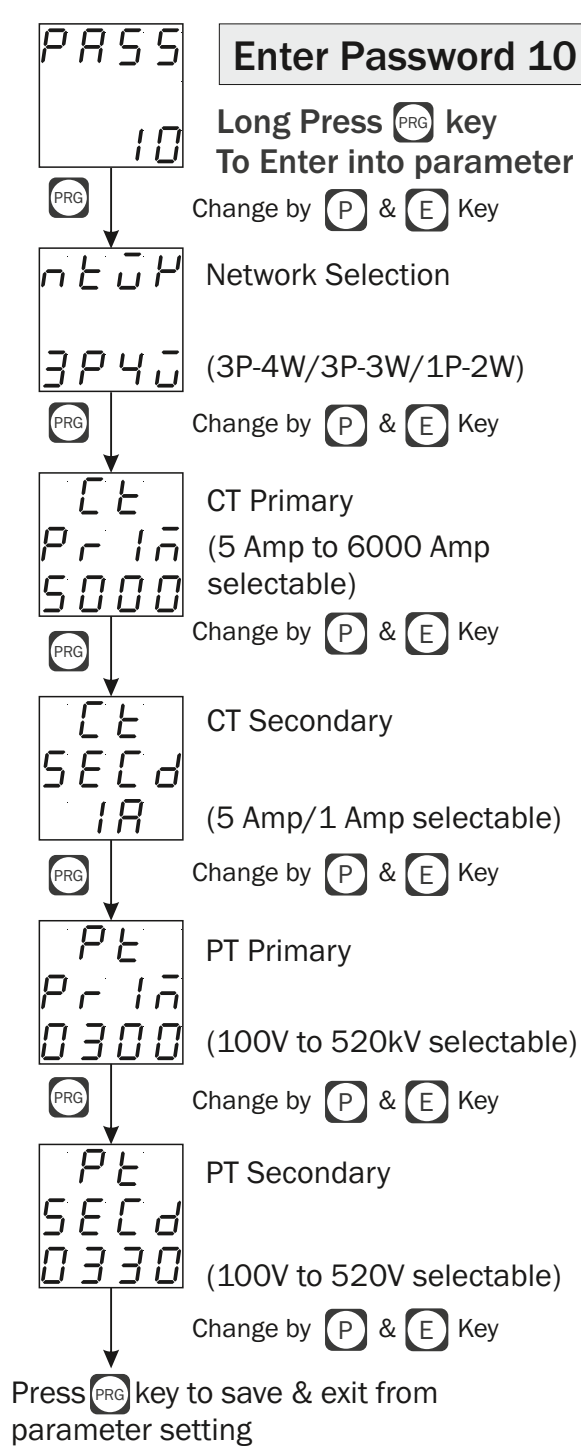 PASS
10
Enter Password 10
Long Press PRG key
To Enter into parameter
PRG
Change by P & E Key
ntwk
3P4w
Network Selection
(3P-4W/3P-3W/1P-2W)
PRG
Change by P & E Key
Ct
PrIm
5000
CT Primary
(5 Amp to 6000 Amp
selectable)
PRG
Change by P & E Key
Ct
SECd
1A
CT Secondary
(5 Amp/1 Amp selectable)
PRG
Change by P & E Key
Pt
PrIm
0300
PT Primary
(100V to 520kV selectable)
PRG
Change by P & E Key
Pt
SECd
0330
PT Secondary
(100V to 520V selectable)
Change by P & E Key
Press PRG key to save & exit from
parameter setting